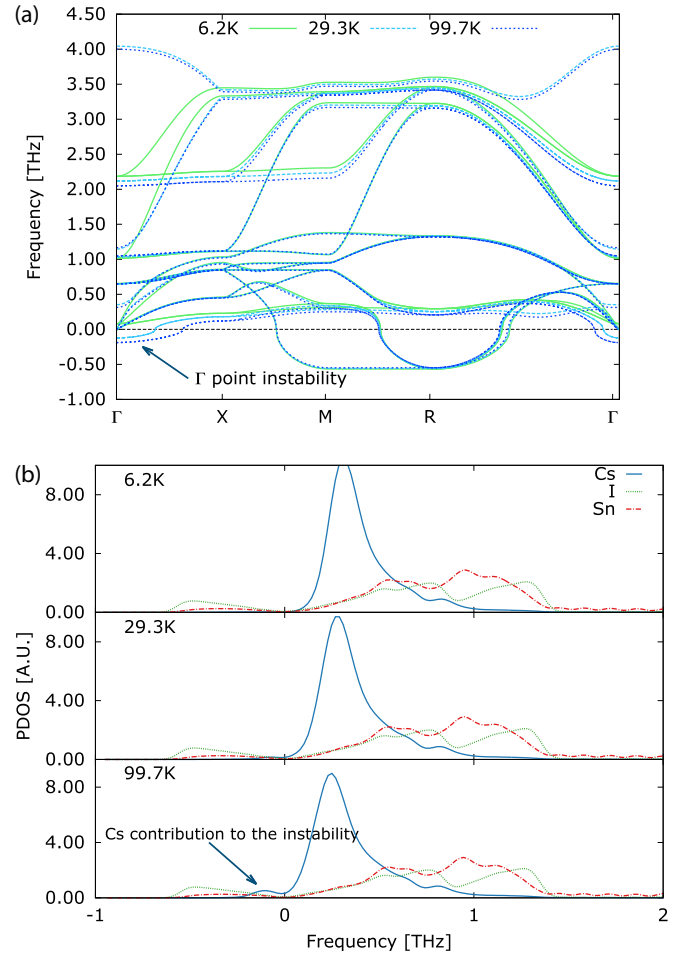 (a)
6.2K 29.3K 99.7K
4.50
4.00
3.50
3.00
2.50
2.00
1.50
1.00
0.50
0.00
-0.50
-1.00
Frequency [THz]
Γ point instability
Γ X M R Γ
(b)
6.2K
Cs
I
Sn
8.00
4.00
0.00
29.3K
8.00
4.00
0.00
PDOS [A.U.]
99.7K
8.00
Cs contribution to the instability
4.00
0.00
-1 0 1 2
Frequency [THz]